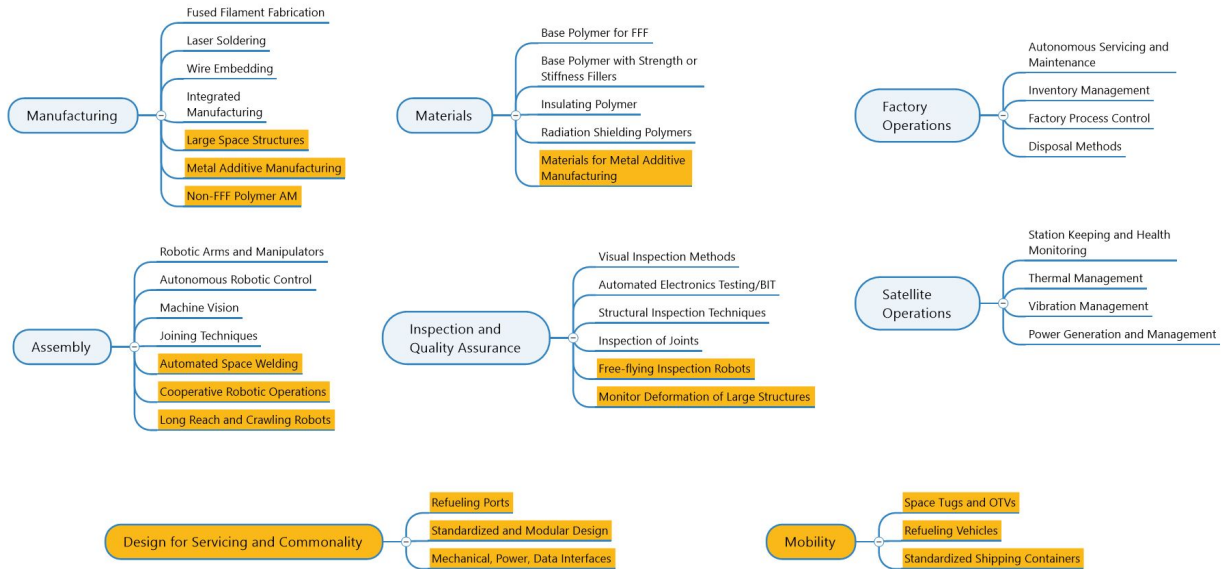 Manufacturing
Fused Filament Fabrication
Laser Soldering
Wire Embedding
Integrated
Manufacturing
Large Space Structures
Metal Additive Manufacturing
Non-FFF Polymer AM
Materials
Base Polymer for FFF
Base Polymer with Strength or
Stiffness Fillers
Insulating Polymer
Radiation Shielding Polymers
Materials for Metal Additive
Manufacturing
Factory
Operations
Autonomous Servicing and
Maintenance
Inventory Management
Factory Process Control
Disposal Methods
Assembly
Robotic Arms and Manipulators
Autonomous Robotic Control
Machine Vision
Joining Techniques
Automated Space Welding
Cooperative Robotic Operations
Long Reach and Crawling Robots
Inspection and
Quality Assurance
Visual Inspection Methods
Automated Electronics Testing/BIT
Structural Inspection Techniques
Inspection of Joints
Free-flying Inspection Robots
Monitor Deformation of Large Structures
Satellite
Operations
Station Keeping and Health
Monitoring
Thermal Management
Vibration Management
Power Generation and Management
Design for Servicing and Commonality
Refueling Ports
Standardized and Modular Design
Mechanical, Power, Data Interfaces
Mobility
Space Tugs and OTVs
Refueling Vehicles
Standardized Shipping Containers